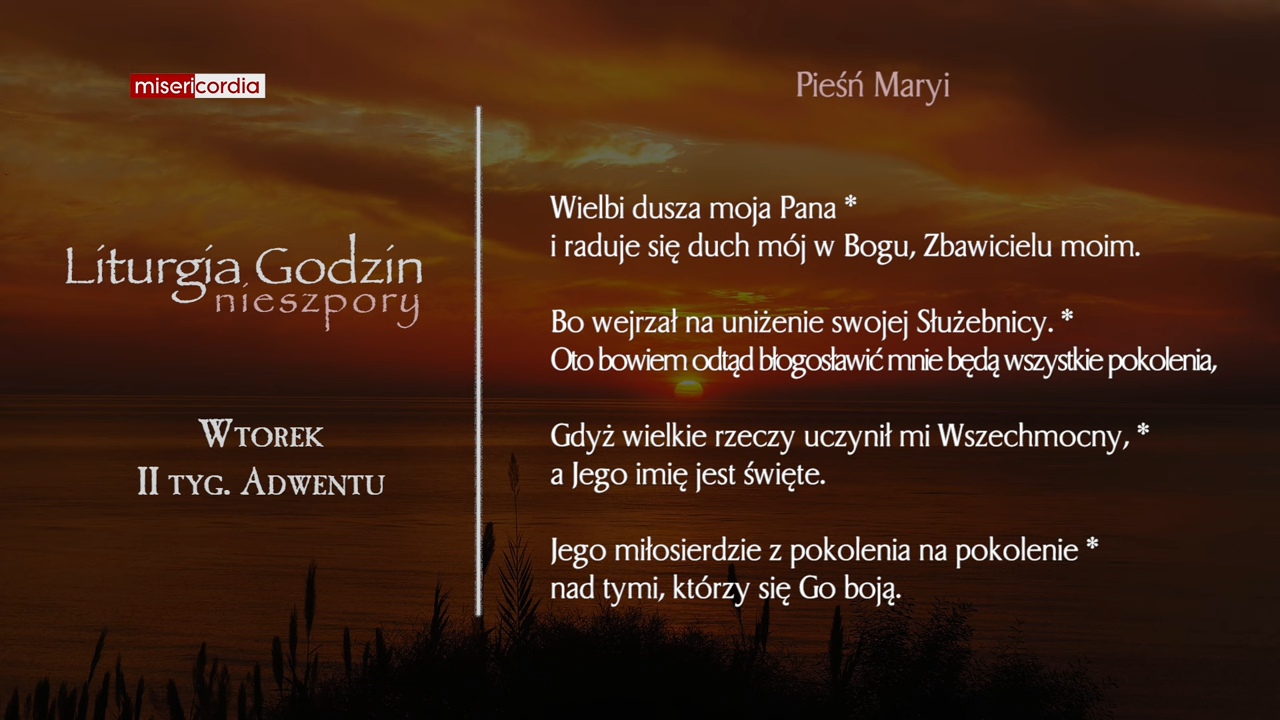 misericordia
Liturgia Godzin
nieszpory
Wtorek
II tyg. Adwentu
Pieśń Maryi
Wielbi dusza moja Pana *
i raduje się duch mój w Bogu, Zbawicielu moim.
Bo wejrzał na uniżenie swojej Służebnicy. *
Oto bowiem odtąd błogosławić mnie będą wszystkie pokolenia,
Gdyż wielkie rzeczy uczynił mi Wszechmocny, *
a Jego imię jest święte.
Jego miłosierdzie z pokolenia na pokolenie *
nad tymi, którzy się Go boją.